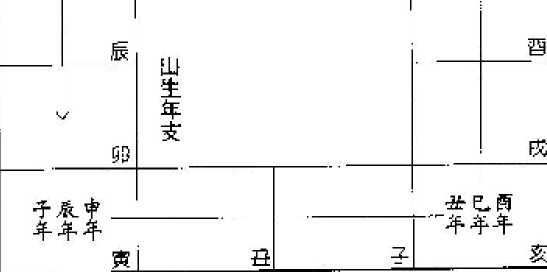 辰
酉
山生年支
卯
戌
申年
辰年
子年
酉年
巳年
丑年
寅
丑
子
亥